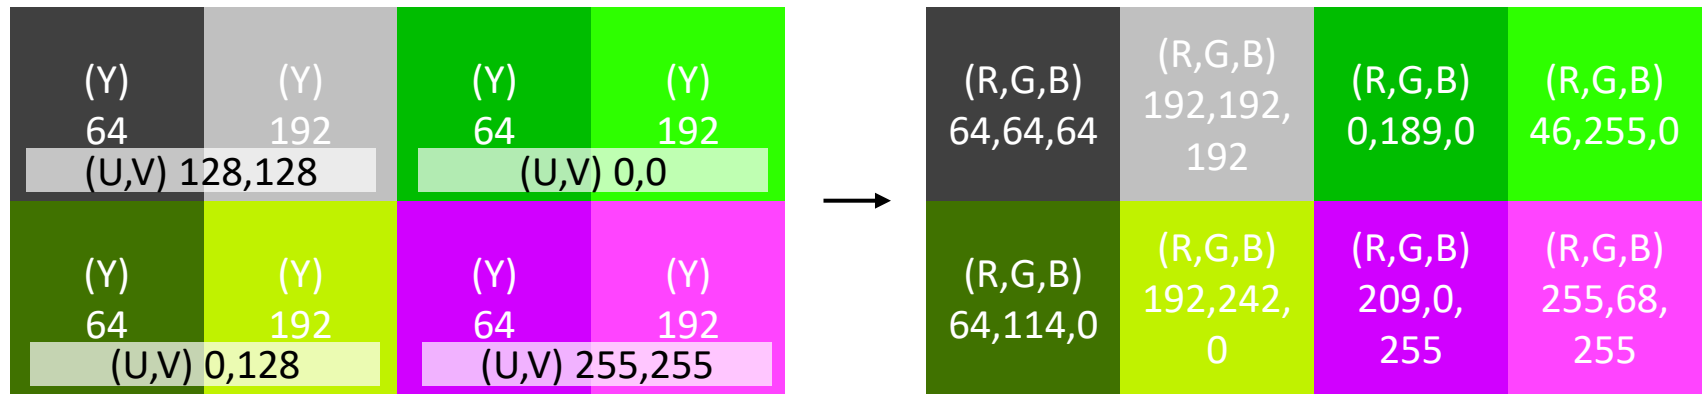 (Y)
64
(Y)
192
(U,V) 128,128
(Y)
64
(Y)
192
(U,V) 0,0
(Y)
64
(Y)
192
(U,V) 0,128
(Y)
64
(Y)
192
(U,V) 255,255
(R,G,B)
64,64,64
(R,G,B)
192,192,
192
(R,G,B)
0,189,0
(R,G,B)
46,255,0
(R,G,B)
64,114,0
(R,G,B)
192,242,
0
(R,G,B)
209,0,
255
(R,G,B)
255,68,
255